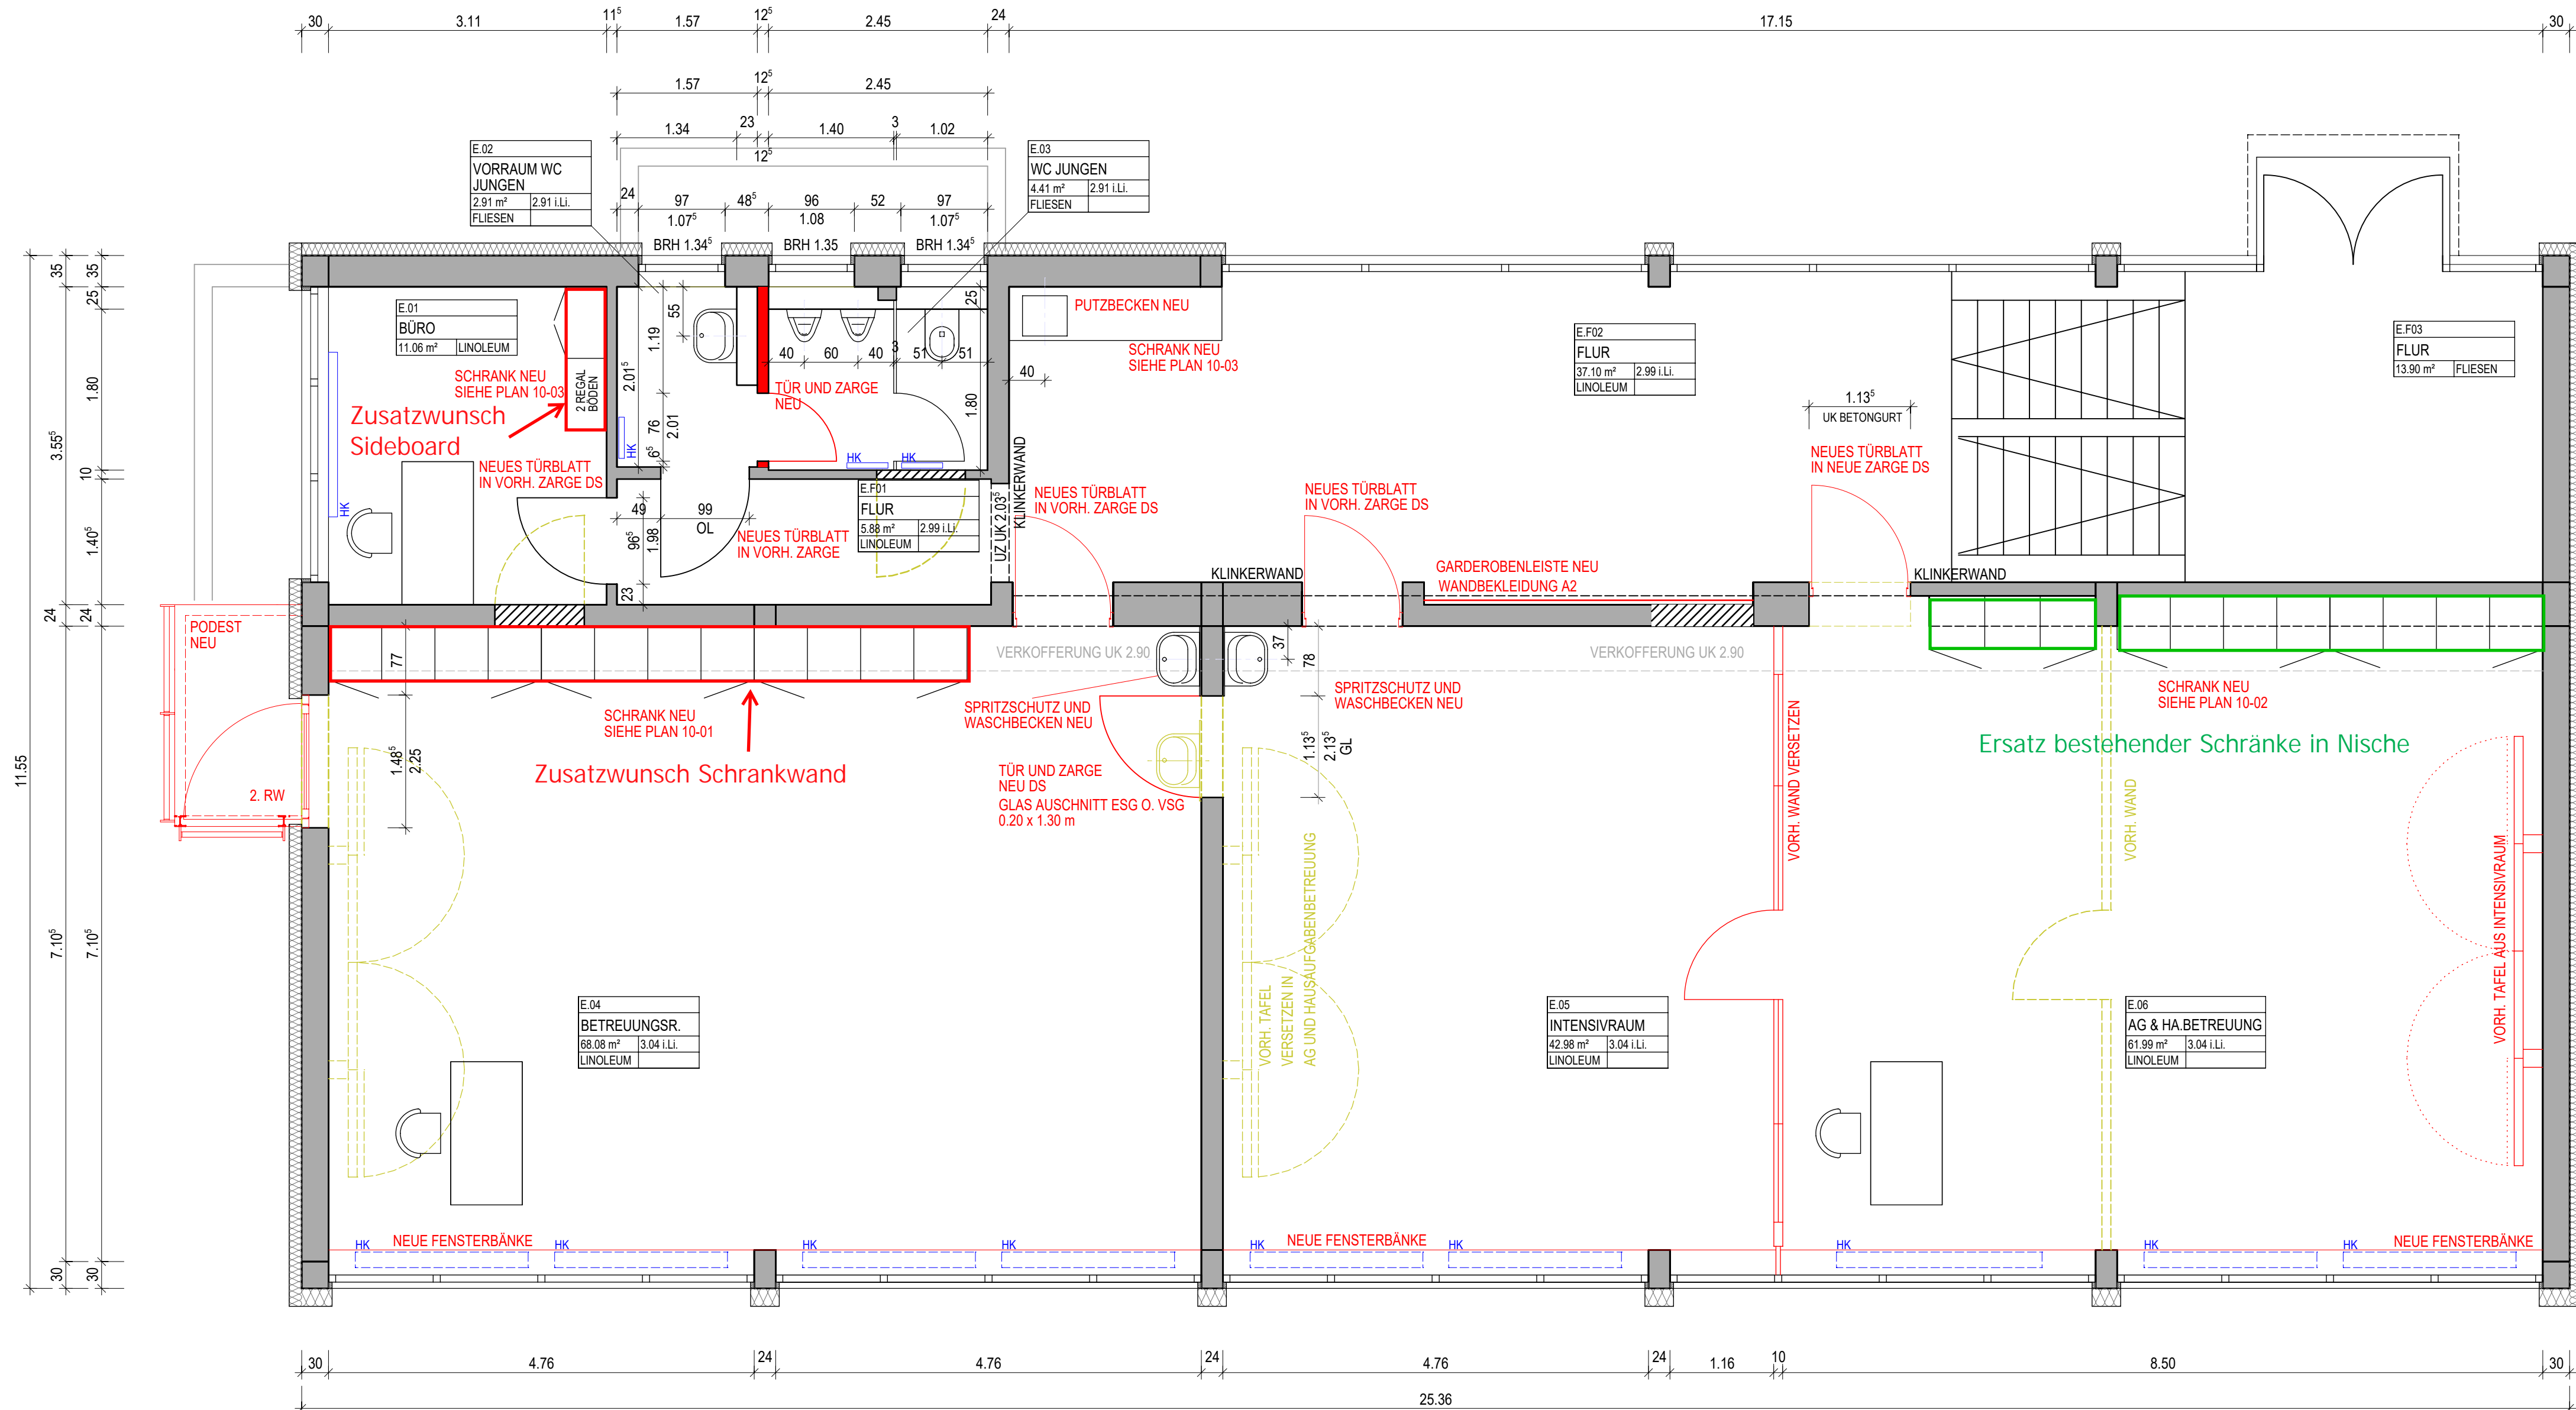 30
3.11
11⁵
1.57
12⁵
2.45
24
17.15
30
1.57
12⁵
2.45
1.34
23
1.40
3
1.02
12⁵
E.02
VORRAUM WC
JUNGEN
2.91 m² 2.91 i.Li.
FLIESEN
E.03
WC JUNGEN
4.41 m² 2.91 i.Li.
FLIESEN
24
97
48⁵
96
52
97
1.07⁵
1.08
1.07⁵
BRH 1.34⁵
BRH 1.35
BRH 1.34⁵
35
35
25
1.80
3.55⁵
10
1.40⁵
24
24
11.55
7.10⁵
7.10⁵
30
30
E.01
BÜRO
11.06 m² LINOLEUM
SCHRANK NEU
SIEHE PLAN 10-03
2 REGAL
BÖDEN
Zusatzwunsch
Sideboard
NEUES TÜRBLATT
IN VORH. ZARGE DS
HK
HK
2.01⁵
1.19
55
76
2.01
6⁵
40
60
40
3
51
51
25
1.80
TÜR UND ZARGE
NEU
HK
HK
49
99
OL
96⁵
1.98
23
NEUES TÜRBLATT
IN VORH. ZARGE
E.F01
FLUR
5.88 m² 2.99 i.Li.
LINOLEUM
UZ UK 2.03⁵
KLINKERWAND
PUTZBECKEN NEU
SCHRANK NEU
SIEHE PLAN 10-03
40
NEUES TÜRBLATT
IN VORH. ZARGE DS
NEUES TÜRBLATT
IN VORH. ZARGE DS
KLINKERWAND
GARDEROBENLEISTE NEU
WANDBEKLEIDUNG A2
E.F02
FLUR
37.10 m² 2.99 i.Li.
LINOLEUM
1.13⁵
UK BETONGURT
NEUES TÜRBLATT
IN NEUE ZARGE DS
KLINKERWAND
E.F03
FLUR
13.90 m² FLIESEN
PODEST
NEU
2. RW
77
1.48⁵
2.25
SCHRANK NEU
SIEHE PLAN 10-01
Zusatzwunsch Schrankwand
VERKOFFERUNG UK 2.90
SPRITZSCHUTZ UND
WASCHBECKEN NEU
TÜR UND ZARGE
NEU DS
GLAS AUSCHNITT ESG O. VSG
0.20 x 1.30 m
37
78
1.13⁵
2.13⁵
GL
SPRITZSCHUTZ UND
WASCHBECKEN NEU
VERKOFFERUNG UK 2.90
VORH. WAND VERSETZEN
SCHRANK NEU
SIEHE PLAN 10-02
Ersatz bestehender Schränke in Nische
VORH. WAND
VORH. TAFEL AUS INTENSIVRAUM
VORH. TAFEL
VERSETZEN IN
AG UND HAUSAUFGABENBETREUUNG
E.04
BETREUUNGSR.
68.08 m² 3.04 i.Li.
LINOLEUM
E.05
INTENSIVRAUM
42.98 m² 3.04 i.Li.
LINOLEUM
E.06
AG & HA.BETREUUNG
61.99 m² 3.04 i.Li.
LINOLEUM
HK
NEUE FENSTERBÄNKE
HK
HK
HK
HK
NEUE FENSTERBÄNKE
HK
HK
HK
HK
NEUE FENSTERBÄNKE
30
4.76
24
4.76
24
4.76
24
1.16
10
8.50
30
25.36